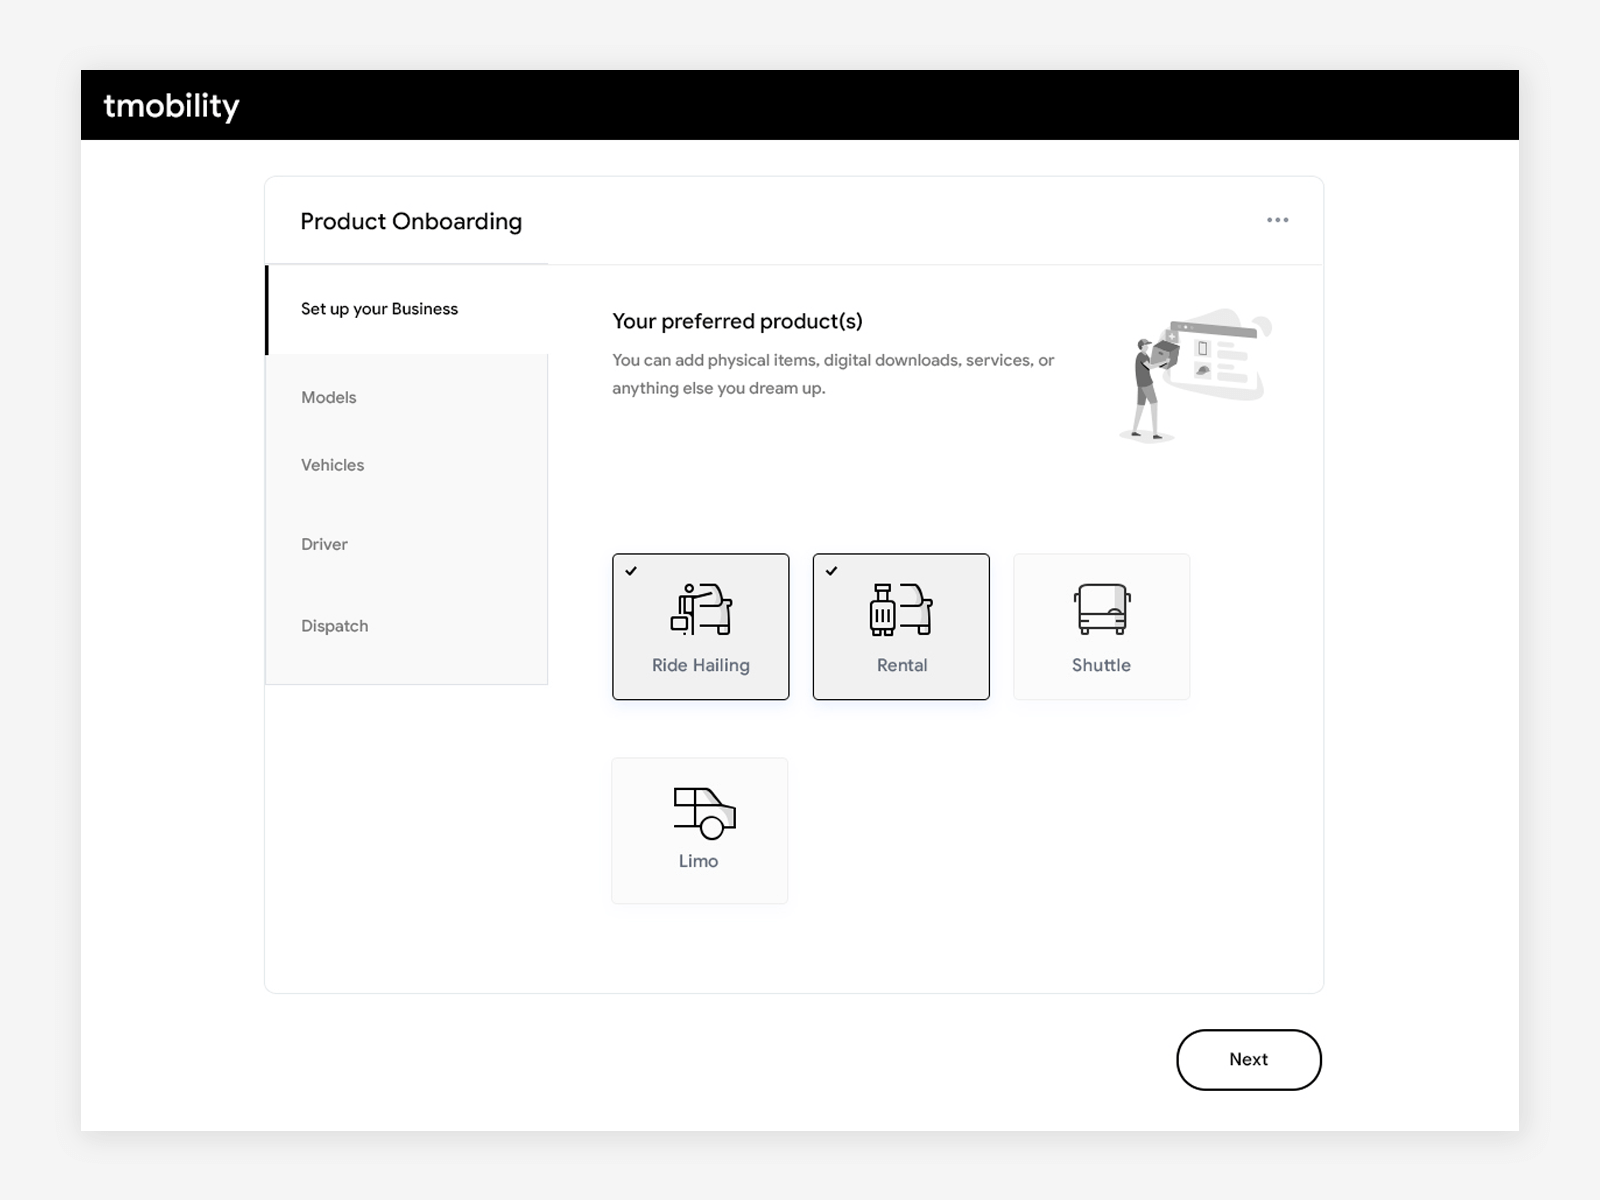 tmobility
Product Onboarding
Set up your Business
Models
Vehicles
Driver
Dispatch
Your preferred product(s)
You can add physical items, digital downloads, services, or
anything else you dream up.
Ride Hailing
Rental
Shuttle
Limo
Next